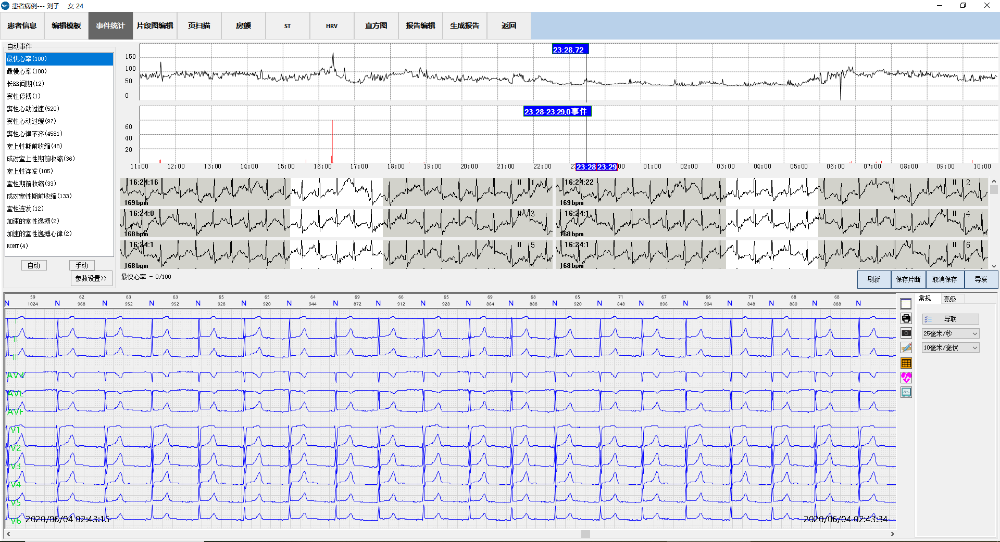 患者病例--- 刘子 女 24
患者信息 编辑模板 事件统计 片段图编辑 页扫描 房颤 ST HRV 直方图 报告编辑 生成报告 返回
自动事件
最快心率(100)
最慢心率(100)
长RR间期(12)
窦性停搏(1)
窦性心动过速(520)
窦性心动过缓(97)
窦性心律不齐(4581)
室上性期前收缩(48)
成对室上性期前收缩(36)
室上性连发(105)
室性期前收缩(33)
成对室性期前收缩(133)
室性连发(12)
加速的室性逸搏(2)
加速的室性逸搏心律(2)
RONT(4)
自动 手动
参数设置>>
23:28,72
150
100
50
0
23:28-23:29,0事件
60
40
20
11:00 12:00 13:00 14:00 15:00 16:00 17:00 18:00 19:00 20:00 21:00 22:00 23:28 23:29 01:00 02:00 03:00 04:00 05:00 06:00 07:00 08:00 09:00 10:00
16:24:16 II 1
169bpm
16:24:22 II 2
169bpm
16:24:0 II 3
168bpm
16:24:1 II 4
168bpm
16:24:1 II 5
168bpm
16:24:1 II 6
168bpm
最快心率 - 0/100
刷新 保存片断 取消保存 导联
59 62 63 63 65 65 64 69 66 65 69 68 65 71 67 66 71 68 68
N 1024 N 968 N 952 N 952 N 928 N 920 N 944 N 872 N 912 N 928 N 864 N 888 N 920 N 848 N 896 N 904 N 848 N 880 N 888 N
I
II
III
AVR
AVL
AVF
V1
V2
V3
V4
V5
V6
2020/06/04 02:43:15
2020/06/04 02:43:34
常规 高级
导联
25毫米/秒
10毫米/毫伏